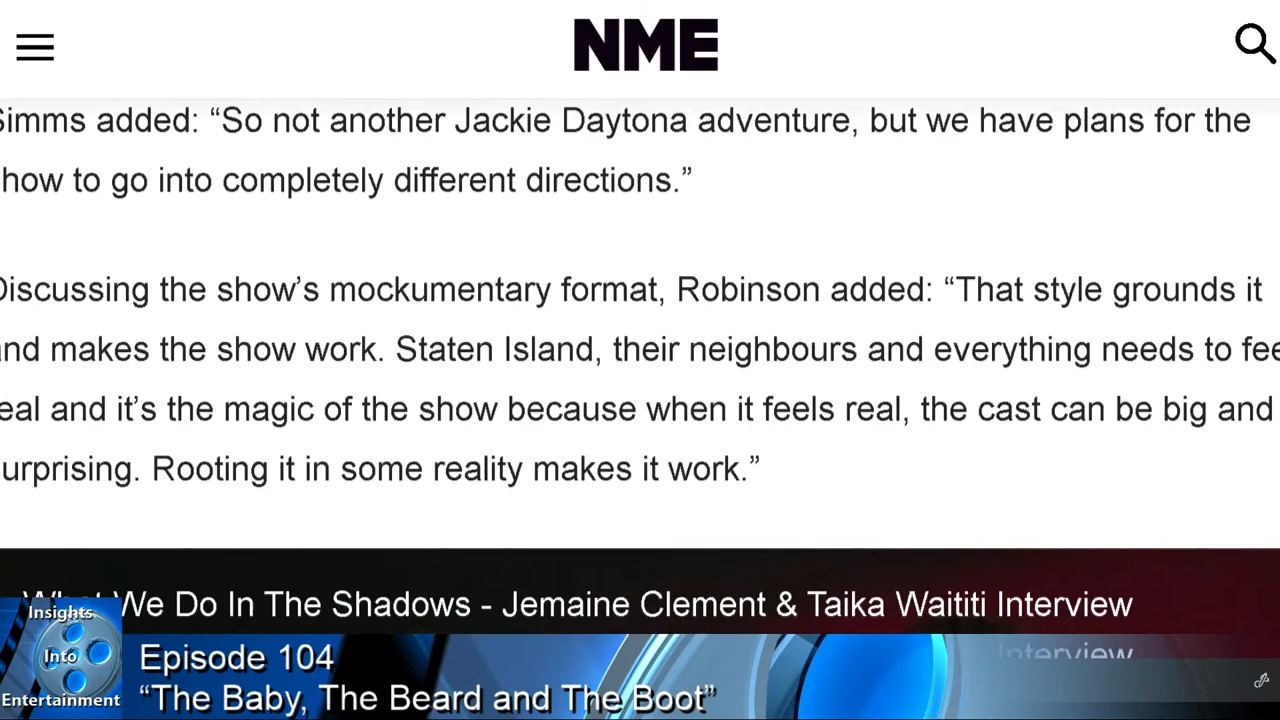 NME
Simms added: “So not another Jackie Daytona adventure, but we have plans for the
how to go into completely different directions.”
Discussing the show’s mockumentary format, Robinson added: “That style grounds it
and makes the show work. Staten Island, their neighbours and everything needs to fee
eal and it’s the magic of the show because when it feels real, the cast can be big and
urprising. Rooting it in some reality makes it work.”
What We Do In The Shadows - Jemaine Clement & Taika Waititi Interview
Interview
Insights
Into
Entertainment
Episode 104
“The Baby, The Beard and The Boot”